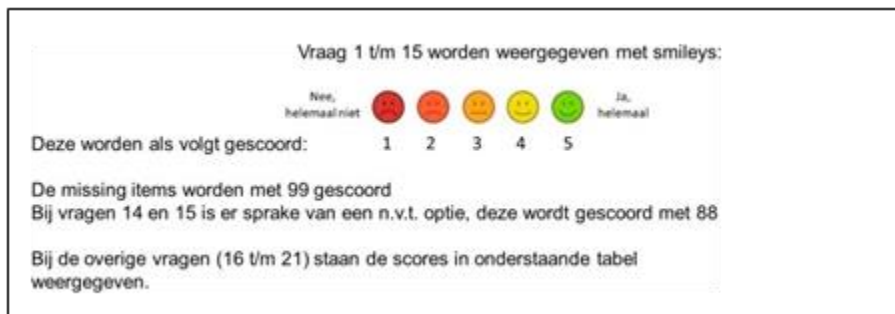 Vraag 1 t/m 15 worden weergegeven met smileys:
Nee, helemaal niet
Ja, helemaal
Deze worden als volgt gescoord: 1 2 3 4 5
De missing items worden met 99 gescoord
Bij vragen 14 en 15 is er sprake van een n.v.t. optie, deze wordt gescoord met 88
Bij de overige vragen (16 t/m 21) staan de scores in onderstaande tabel
weergegeven.